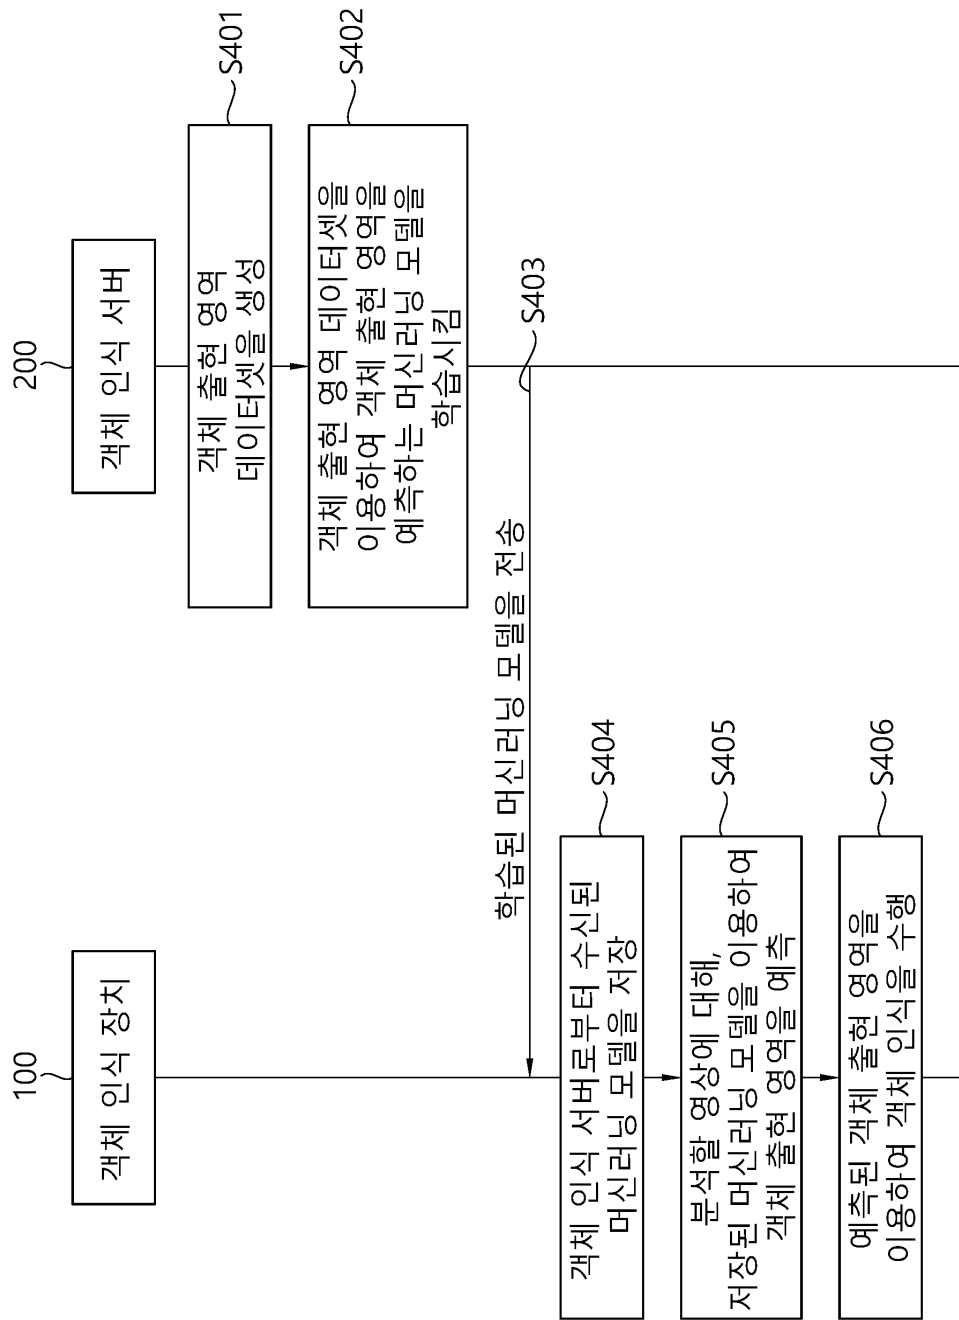 100
객체 인식 장치
200
객체 인식 서버
객체 출현 영역
데이터셋을 생성
S401
객체 출현 영역 데이터셋을
이용하여 객체 출현 영역을
예측하는 머신러닝 모델을
학습시킴
S402
학습된 머신러닝 모델을 전송
S403
객체 인식 서버로부터 수신된
머신러닝 모델을 저장
S404
분석할 영상에 대해,
저장된 머신러닝 모델을 이용하여
객체 출현 영역을 예측
S405
예측된 객체 출현 영역을
이용하여 객체 인식을 수행
S406